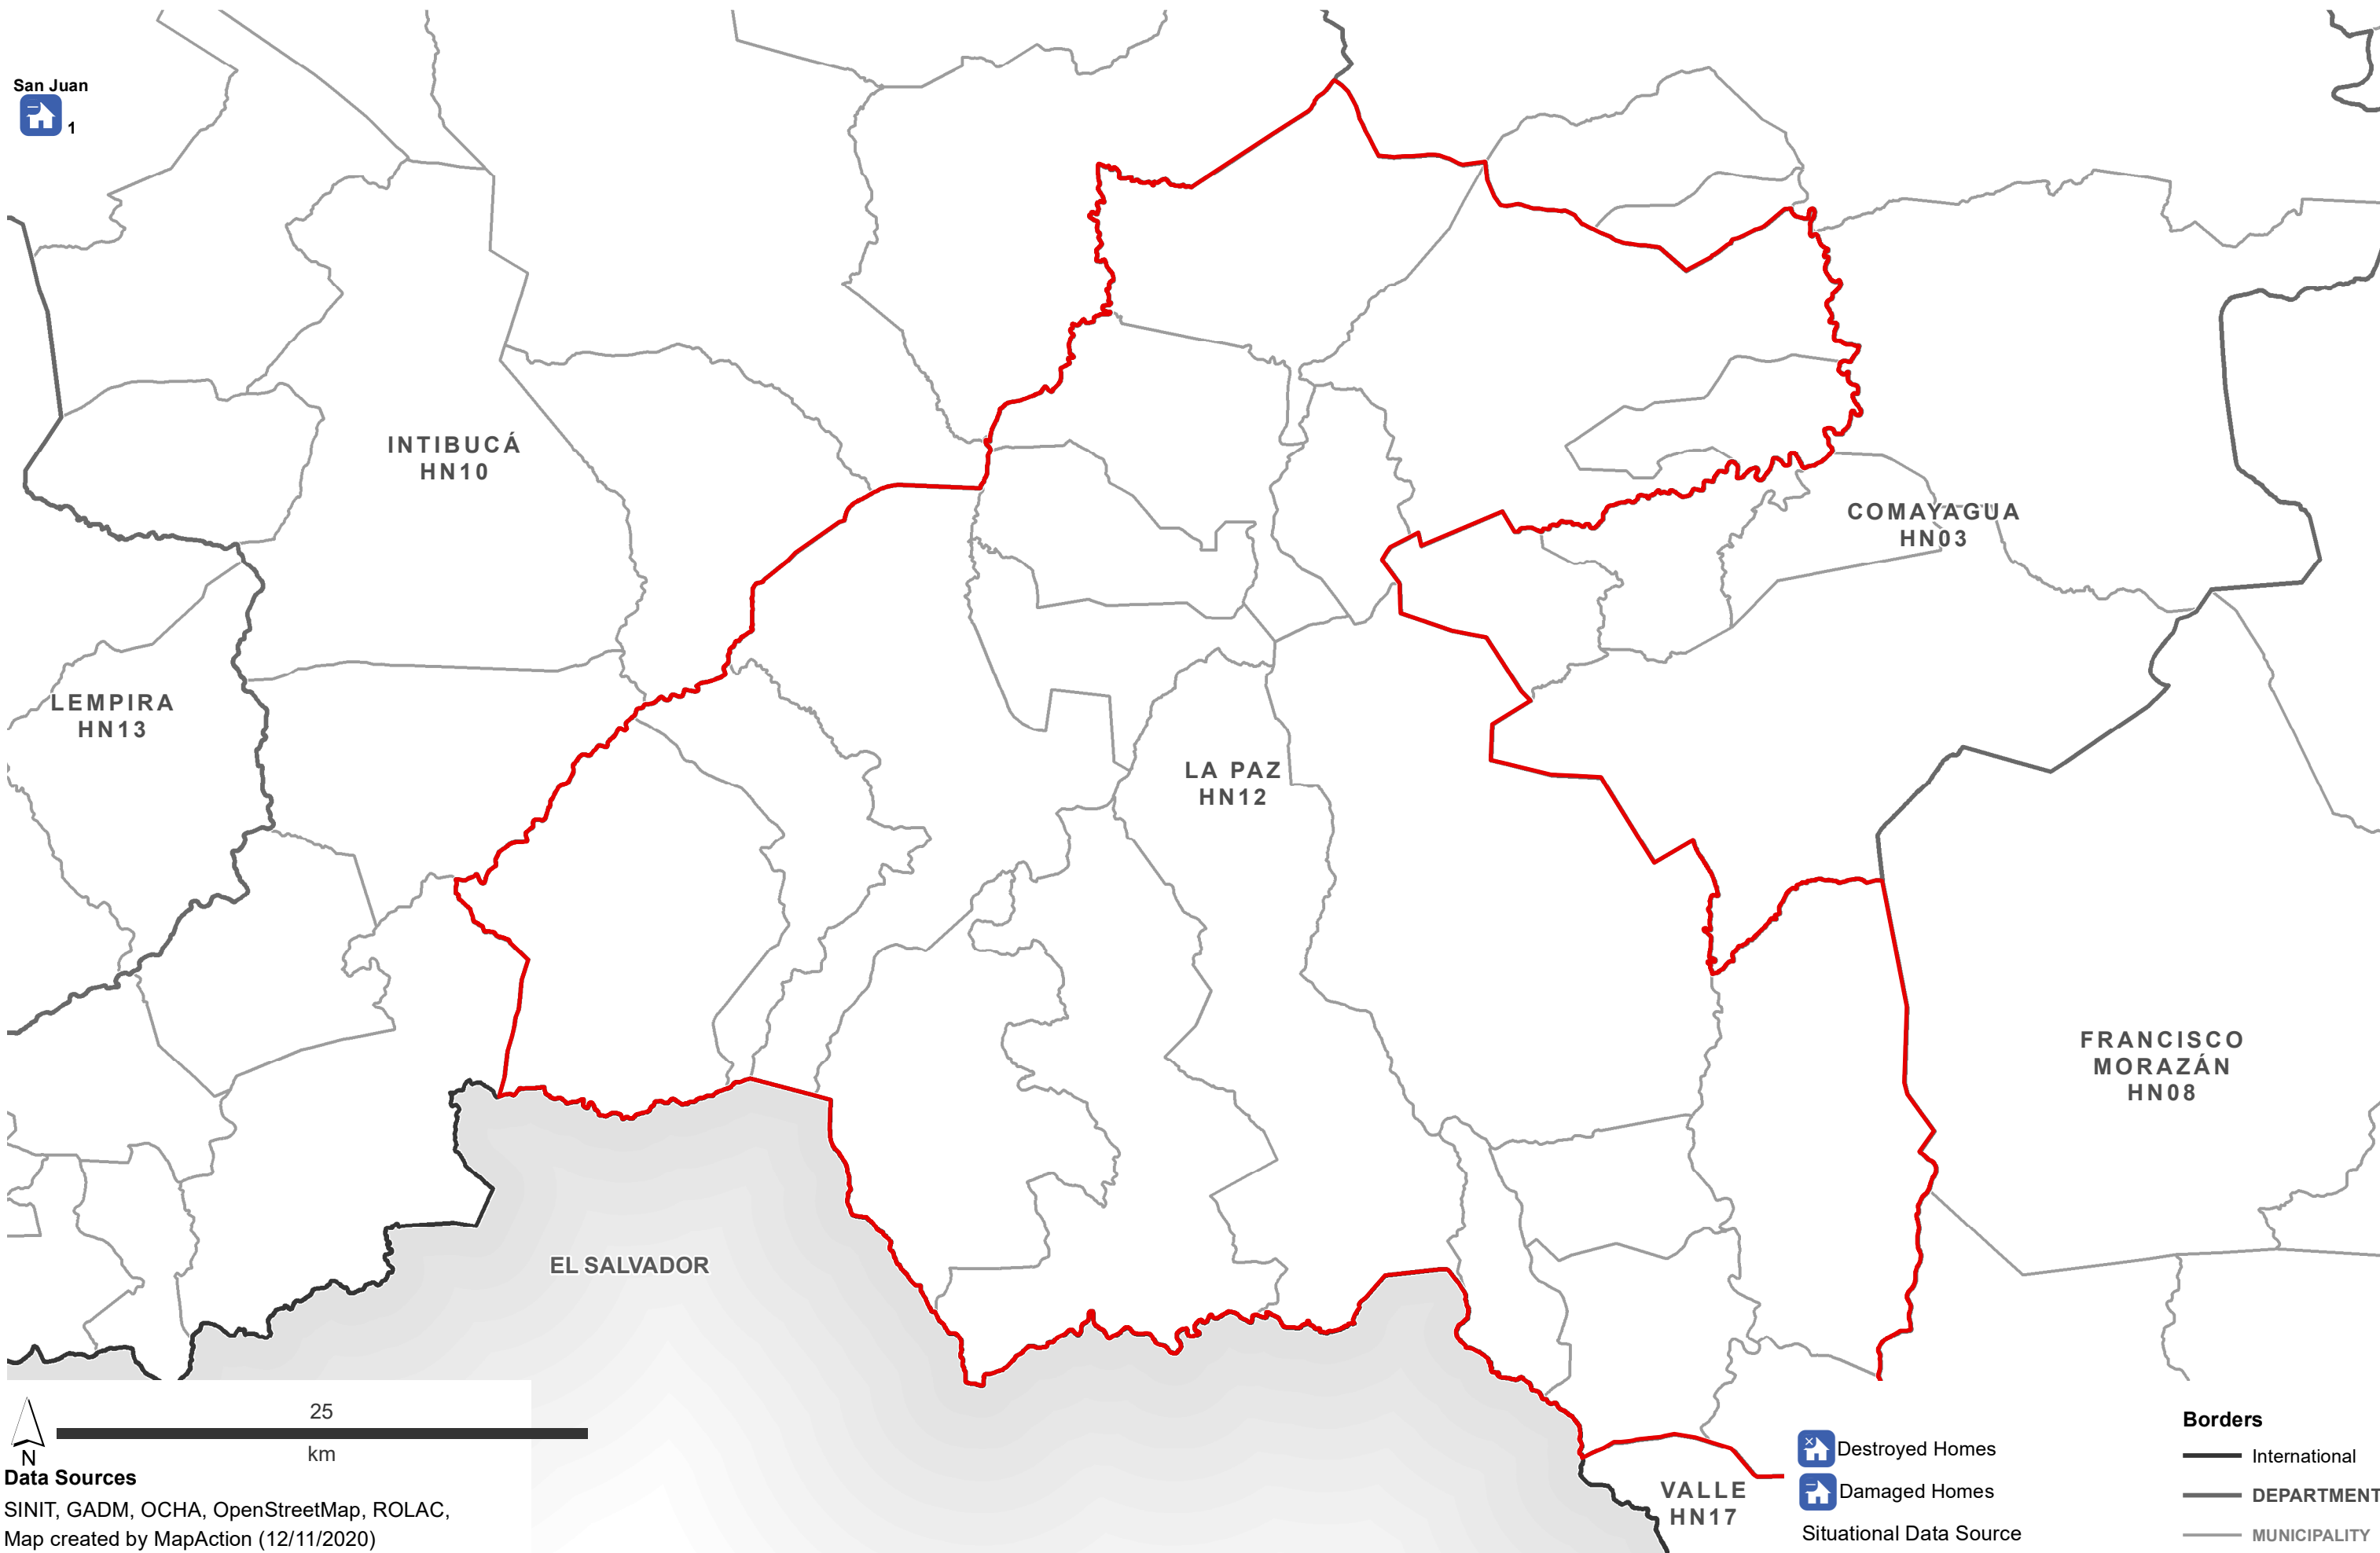 San Juan
1
INTIBUCÁ
HN10
COMAYAGUA
HN03
LEMPIRA
HN13
LA PAZ
HN12
FRANCISCO
MORAZÁN
HN08
EL SALVADOR
25
km
N
Data Sources
SINIT, GADM, OCHA, OpenStreetMap, ROLAC,
Map created by MapAction (12/11/2020)
VALLE
HN17
Destroyed Homes
Damaged Homes
Situational Data Source
Borders
International
DEPARTMENT
MUNICIPALITY